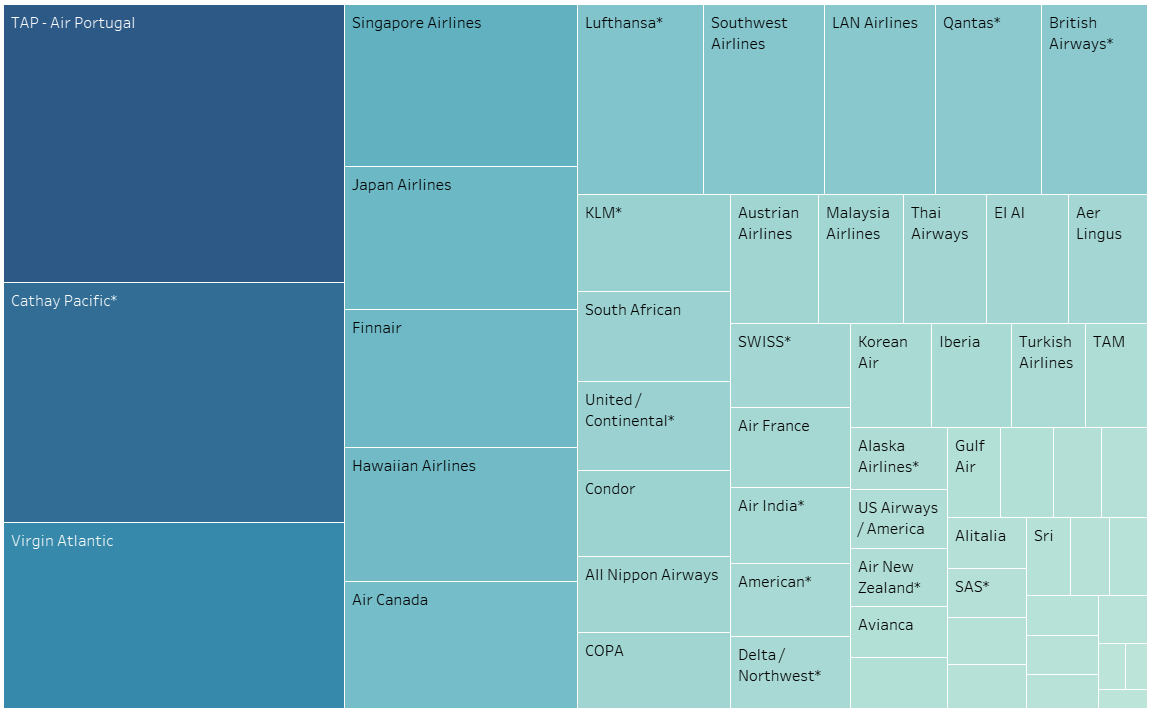 TAP - Air Portugal
Cathay Pacific*
Virgin Atlantic
Singapore Airlines
Japan Airlines
Finnair
Hawaiian Airlines
Air Canada
Lufthansa*
Southwest
Airlines
LAN Airlines
Qantas*
British
Airways*
KLM*
South African
United /
Continental*
Condor
All Nippon Airways
COPA
Austrian
Airlines
Malaysia
Airlines
Thai
Airways
El Al
Aer
Lingus
SWISS*
Air France
Air India*
American*
Delta /
Northwest*
Korean
Air
Iberia
Turkish
Airlines
TAM
Alaska
Airlines*
US Airways
/ America
Air New
Zealand*
Avianca
Gulf
Air
Alitalia
SAS*
Sri